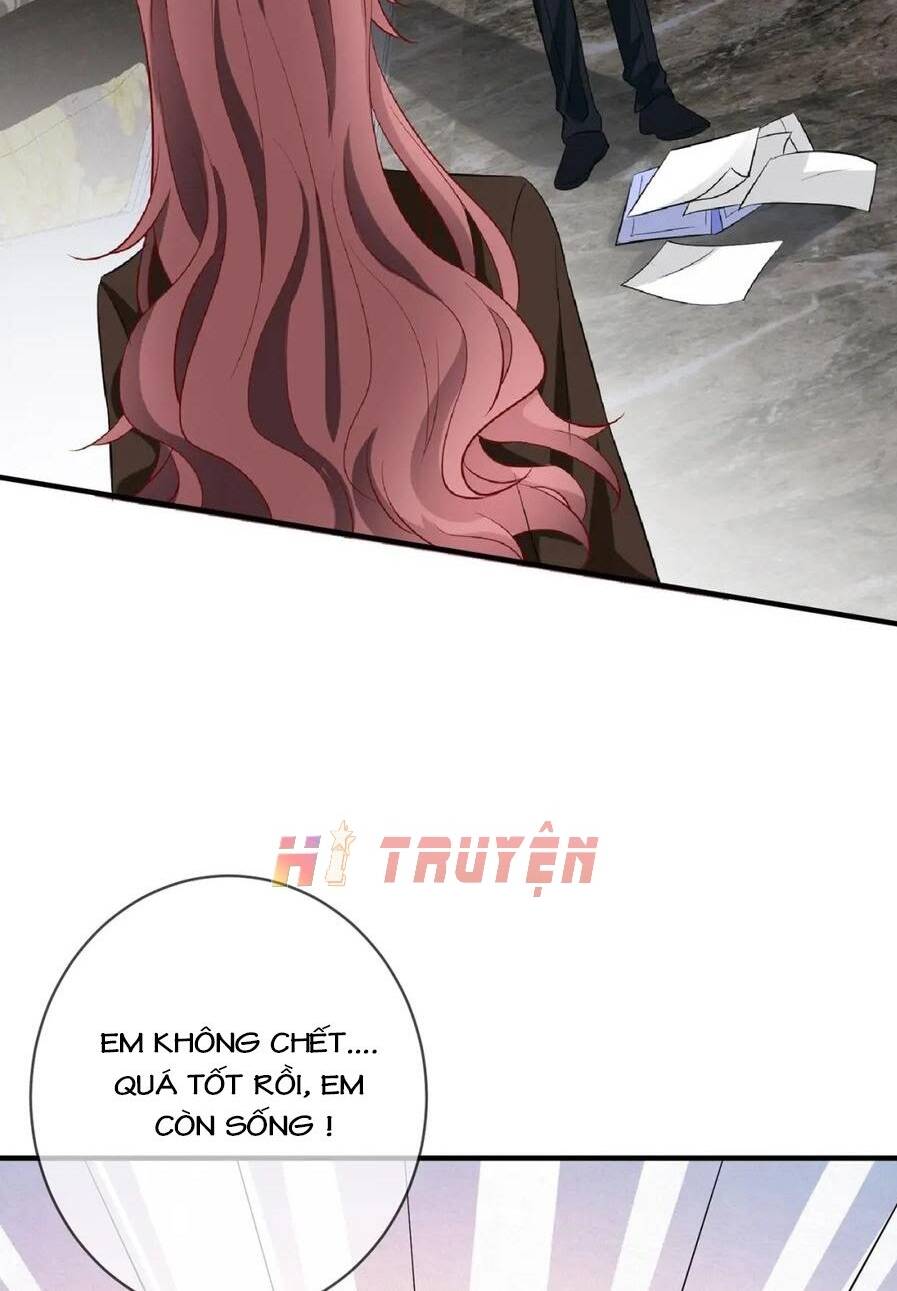 HI TRUYỆN
EM KHÔNG CHẾT....
QUÁ TỐT RỒI, EM
CÒN SỐNG !